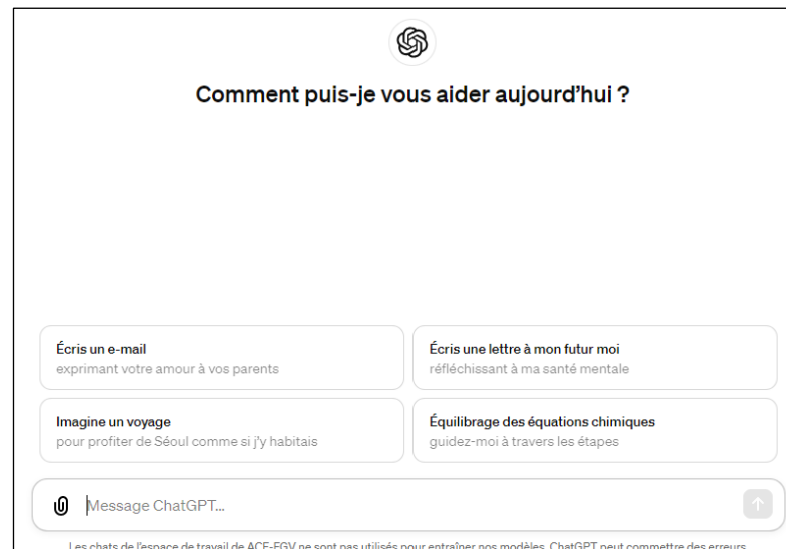 Comment puis-je vous aider aujourd'hui ?
Écris un e-mail
exprimant votre amour à vos parents
Écris une lettre à mon futur moi
réfléchissant à ma santé mentale
Imagine un voyage
pour profiter de Séoul comme si j'y habitais
Équilibrage des équations chimiques
guidez-moi à travers les étapes
Message ChatGPT...
Les chats de l'espace de travail de ACF-FGV ne sont pas utilisés pour entraîner nos modèles. ChatGPT peut commettre des erreurs.